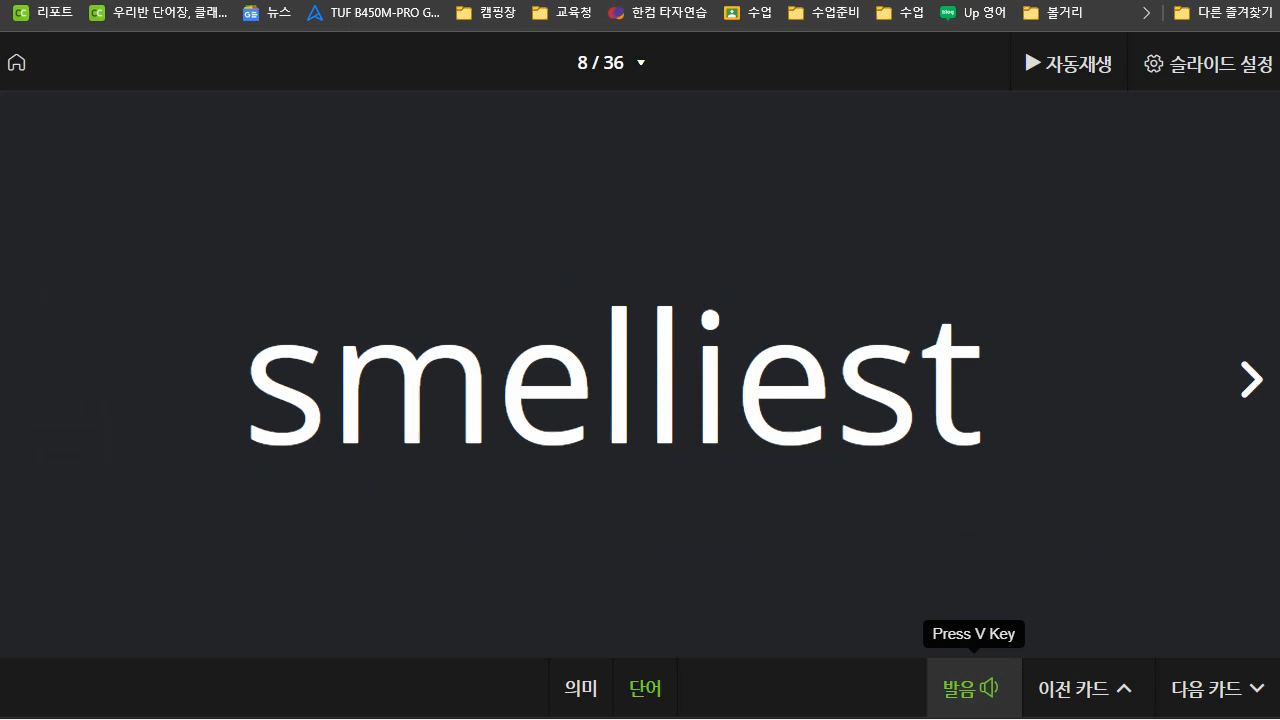 리포트 우리반 단어장, 클래... 뉴스 TUF B450M-PRO G... 캠핑장 교육청 한컴 타자연습 수업 수업준비 수업 Up 영어 볼거리 다른 즐겨찾기
8 / 36 자동재생 슬라이드 설정
smelliest
Press V Key
의미 단어 발음 이전 카드 다음 카드